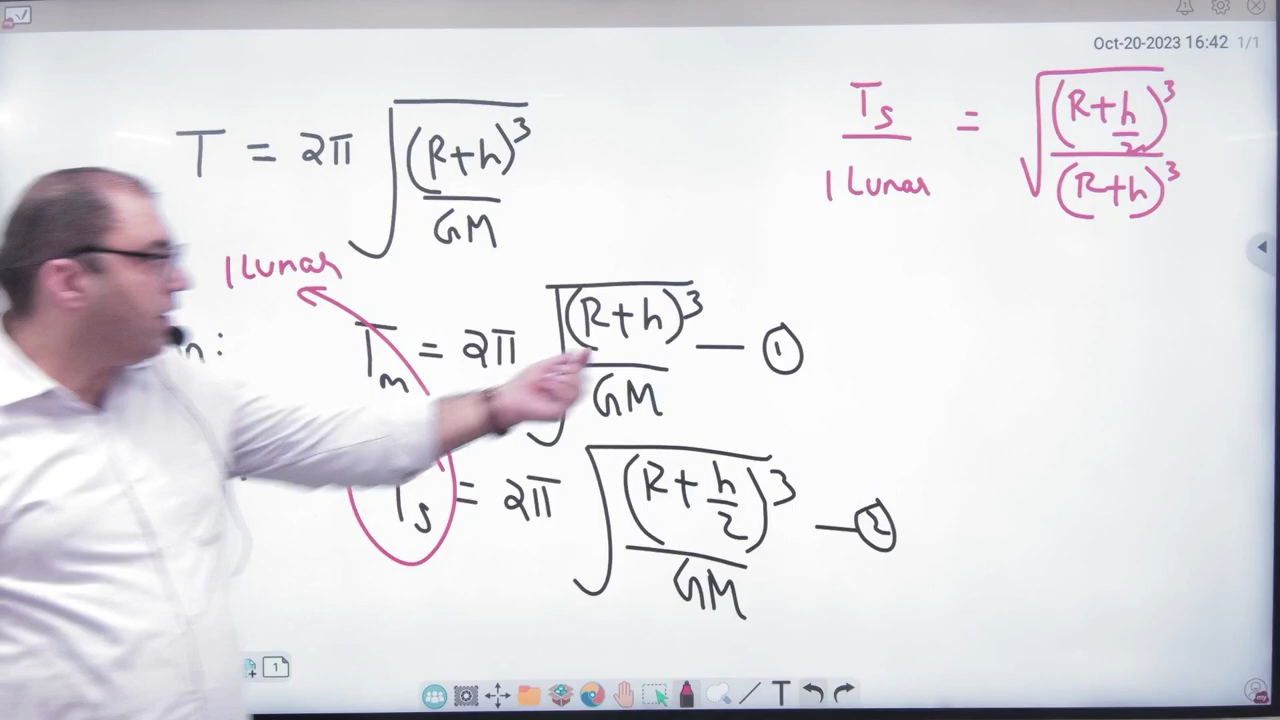 Oct-20-2023 16:42 1/1
T = 2π √((R+h)³/GM)
Ts/1 Lunar = √((R+h/2)³/(R+h)³)
1 Lunar
n:
Tm = 2π √((R+h)³/GM) — ①
Ts = 2π √((R+h/2)³/GM) — ②
1
T